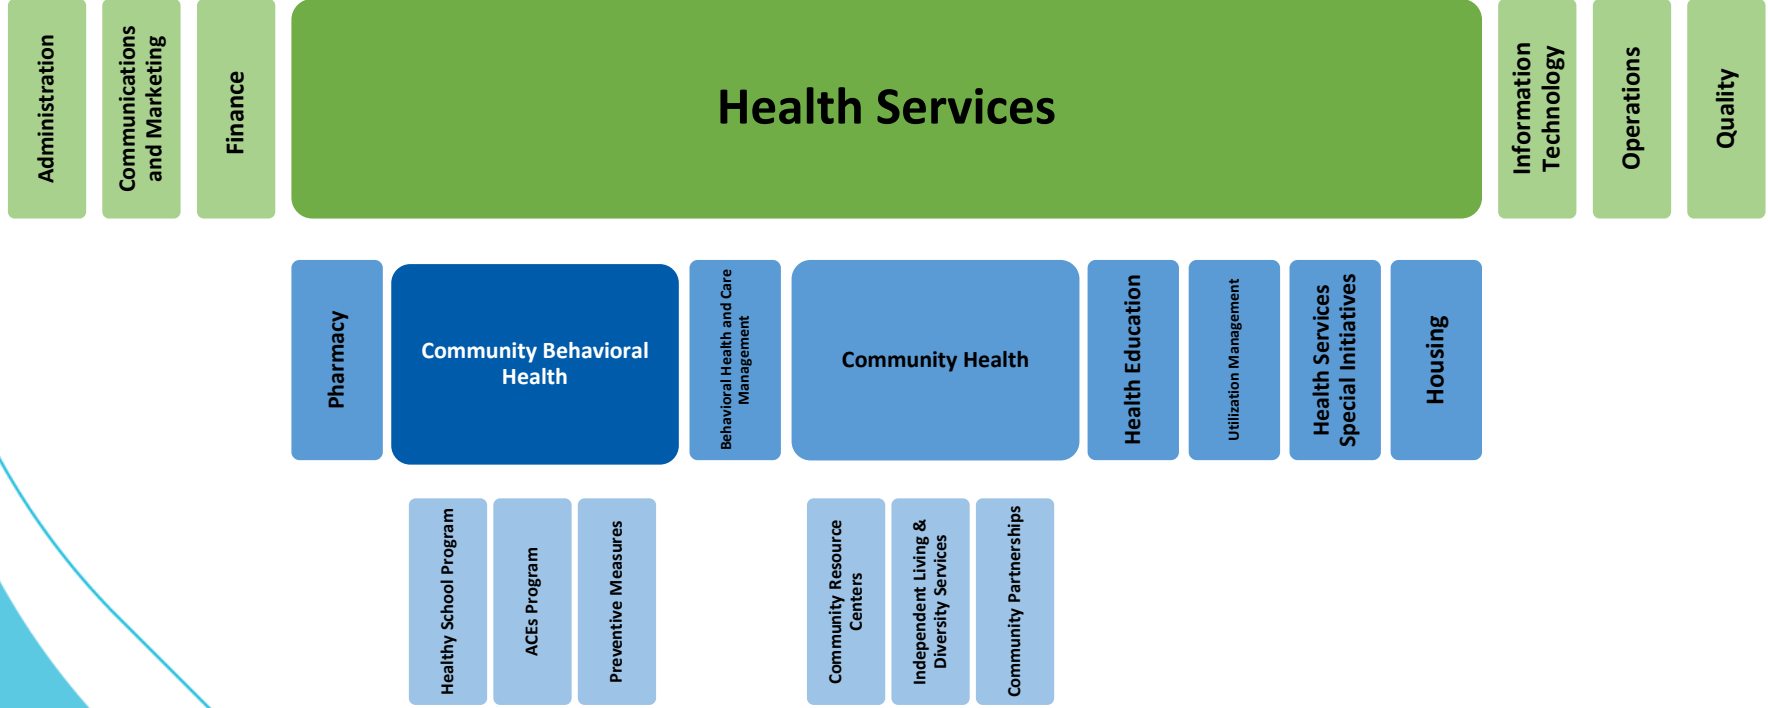 Administration
Communications
and Marketing
Finance
Health Services
Information
Technology
Operations
Quality
Pharmacy
Community Behavioral
Health
Behavioral Health and Care
Management
Community Health
Health Education
Utilization Management
Health Services
Special Initiatives
Housing
Healthy School Program
ACEs Program
Preventive Measures
Community Resource
Centers
Independent Living &
Diversity Services
Community Partnerships